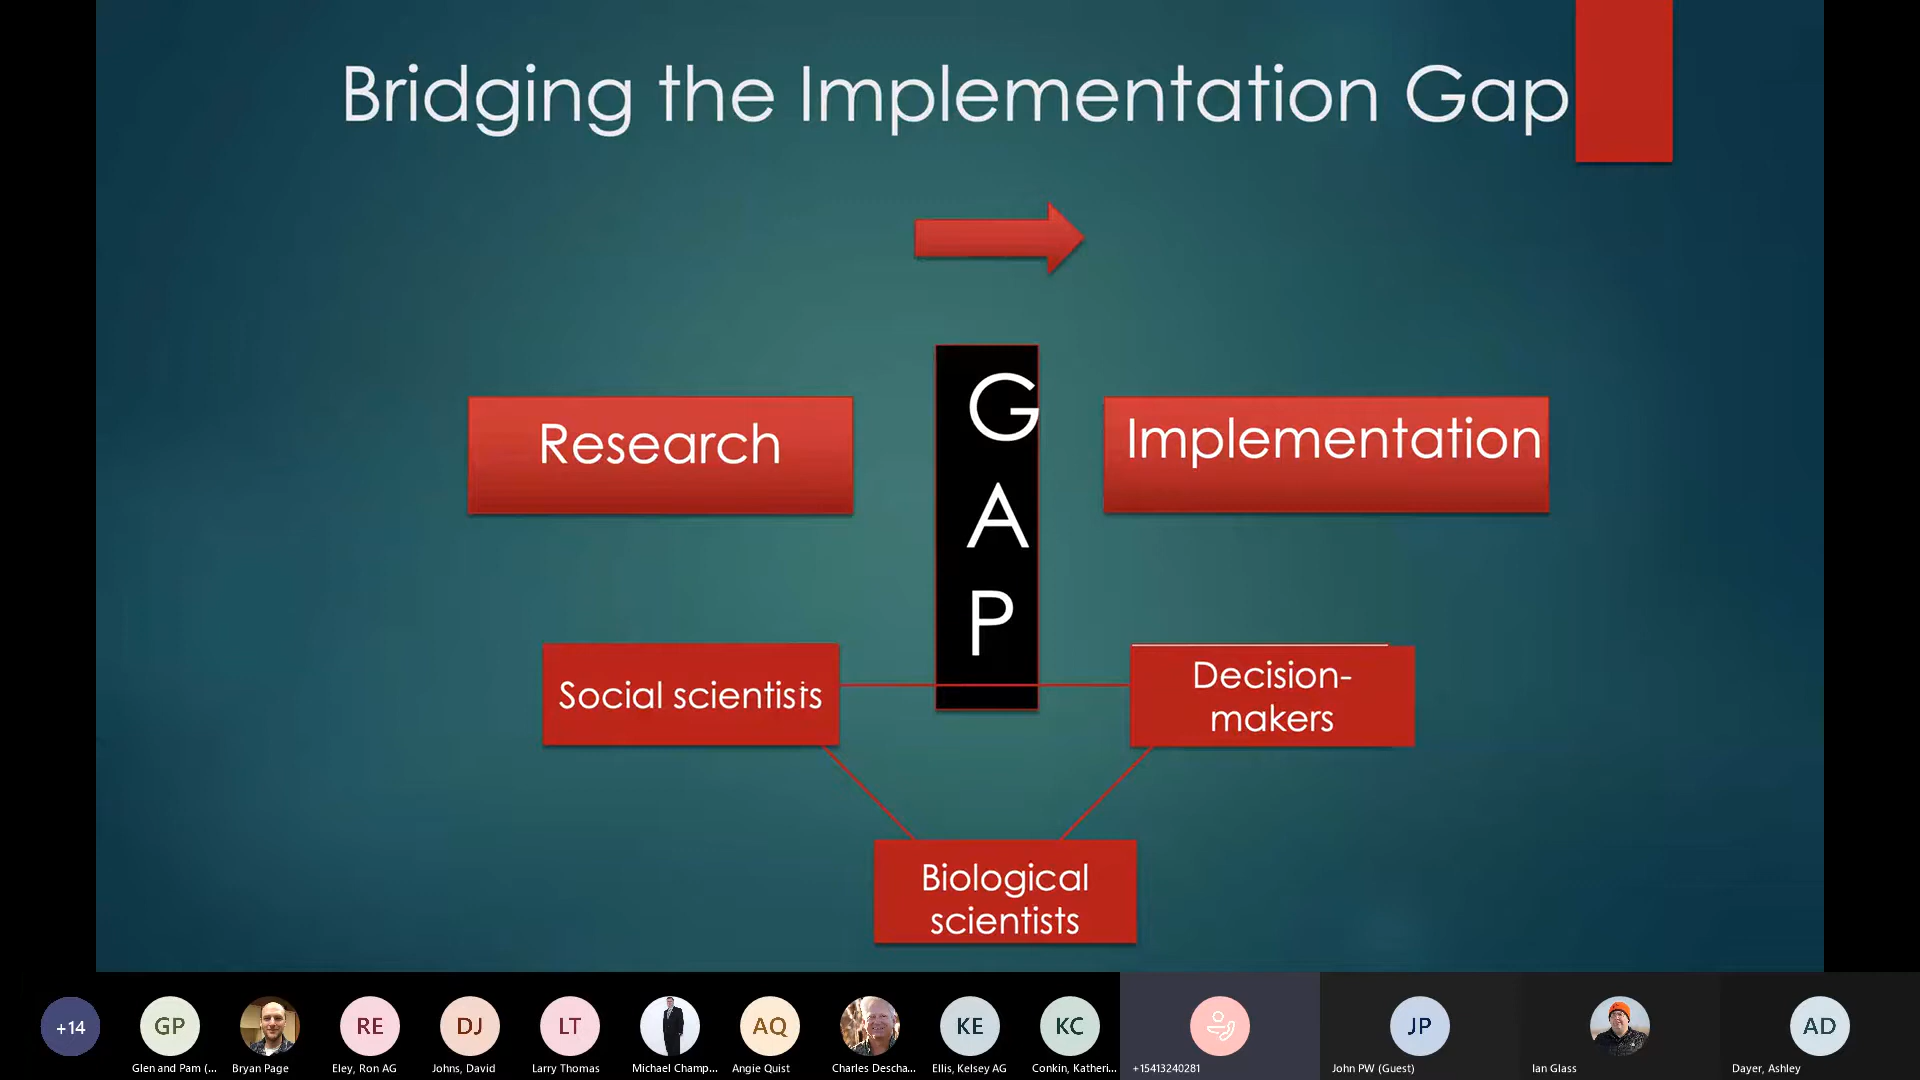 Bridging the Implementation Gap
Research
G
A
P
Implementation
Social scientists
Decision-
makers
Biological
scientists
+14
GP
RE
DJ
LT
AQ
KE
KC
JP
AD
Glen and Pam (...
Bryan Page
Eley, Ron AG
Johns, David
Larry Thomas
Michael Champ...
Angie Quist
Charles Descha...
Ellis, Kelsey AG
Conkin, Katheri...
+15413240281
John PW (Guest)
Ian Glass
Dayer, Ashley